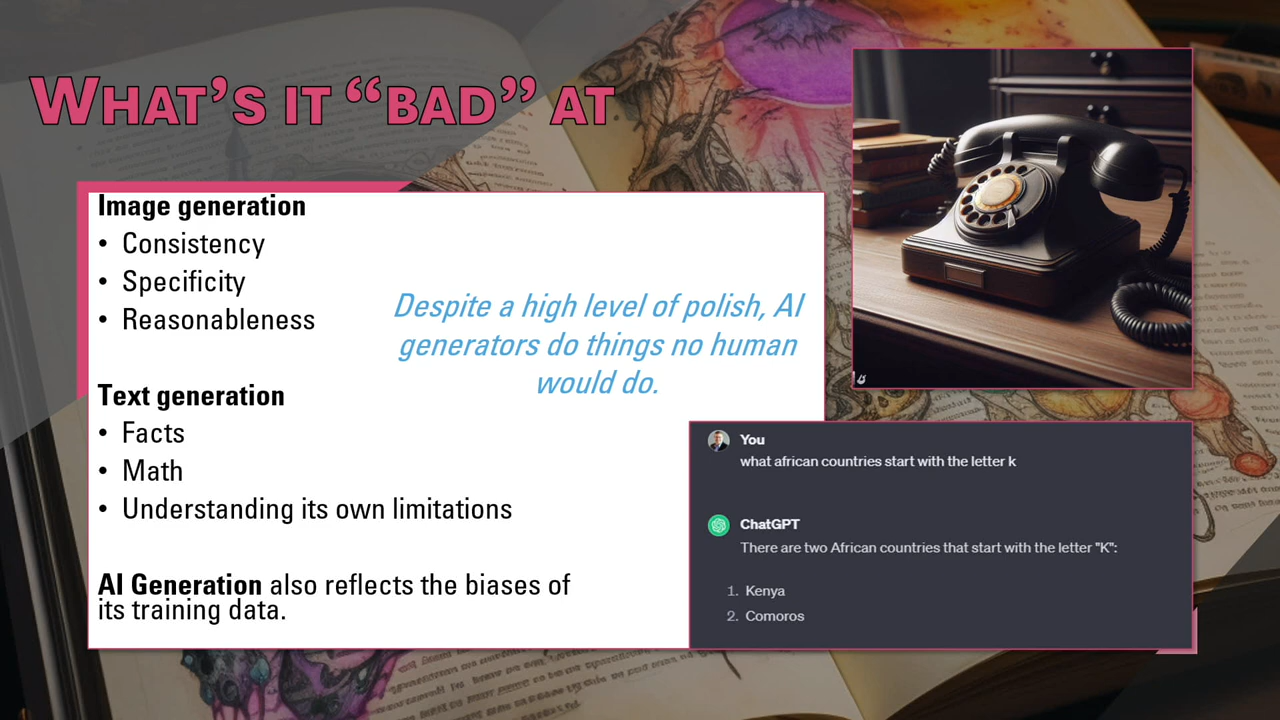 WHAT'S IT “BAD” AT
Image generation
• Consistency
• Specificity
• Reasonableness
Despite a high level of polish, AI
generators do things no human
would do.
Text generation
• Facts
• Math
• Understanding its own limitations
AI Generation also reflects the biases of
its training data.
You
what african countries start with the letter k
ChatGPT
There are two African countries that start with the letter "K":
1. Kenya
2. Comoros